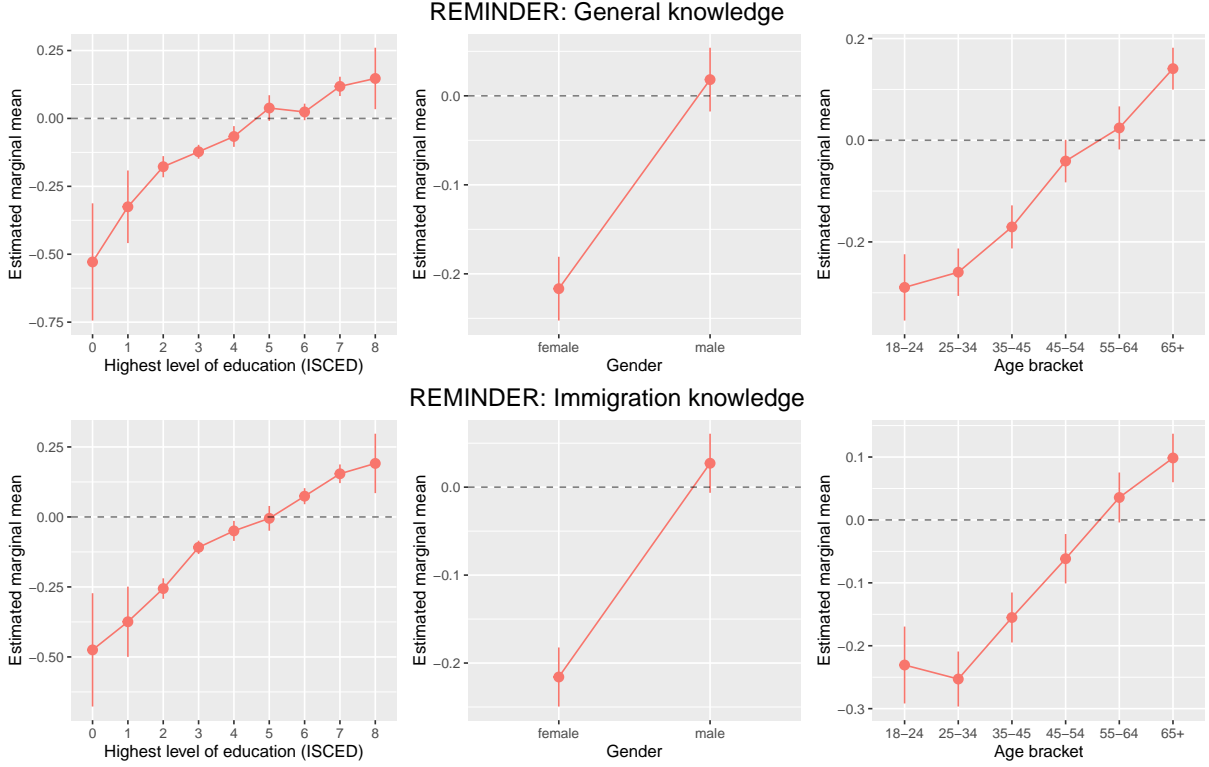 REMINDER: General knowledge
Estimated marginal mean
0.25
0.00
−0.25
−0.50
−0.75
0 1 2 3 4 5 6 7 8
Highest level of education (ISCED)
Estimated marginal mean
0.0
−0.1
−0.2
female male
Gender
Estimated marginal mean
0.2
0.0
−0.2
18−24 25−34 35−45 45−54 55−64 65+
Age bracket
REMINDER: Immigration knowledge
Estimated marginal mean
0.25
0.00
−0.25
−0.50
0 1 2 3 4 5 6 7 8
Highest level of education (ISCED)
Estimated marginal mean
0.0
−0.1
−0.2
female male
Gender
Estimated marginal mean
0.1
0.0
−0.1
−0.2
−0.3
18−24 25−34 35−45 45−54 55−64 65+
Age bracket